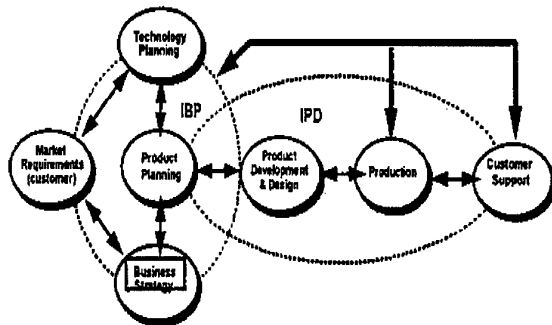 Technology
Planning
IBP
IPD
Market
Requirements
(customer)
Product
Planning
Product
Development
& Design
Production
Customer
Support
Business
Strategy